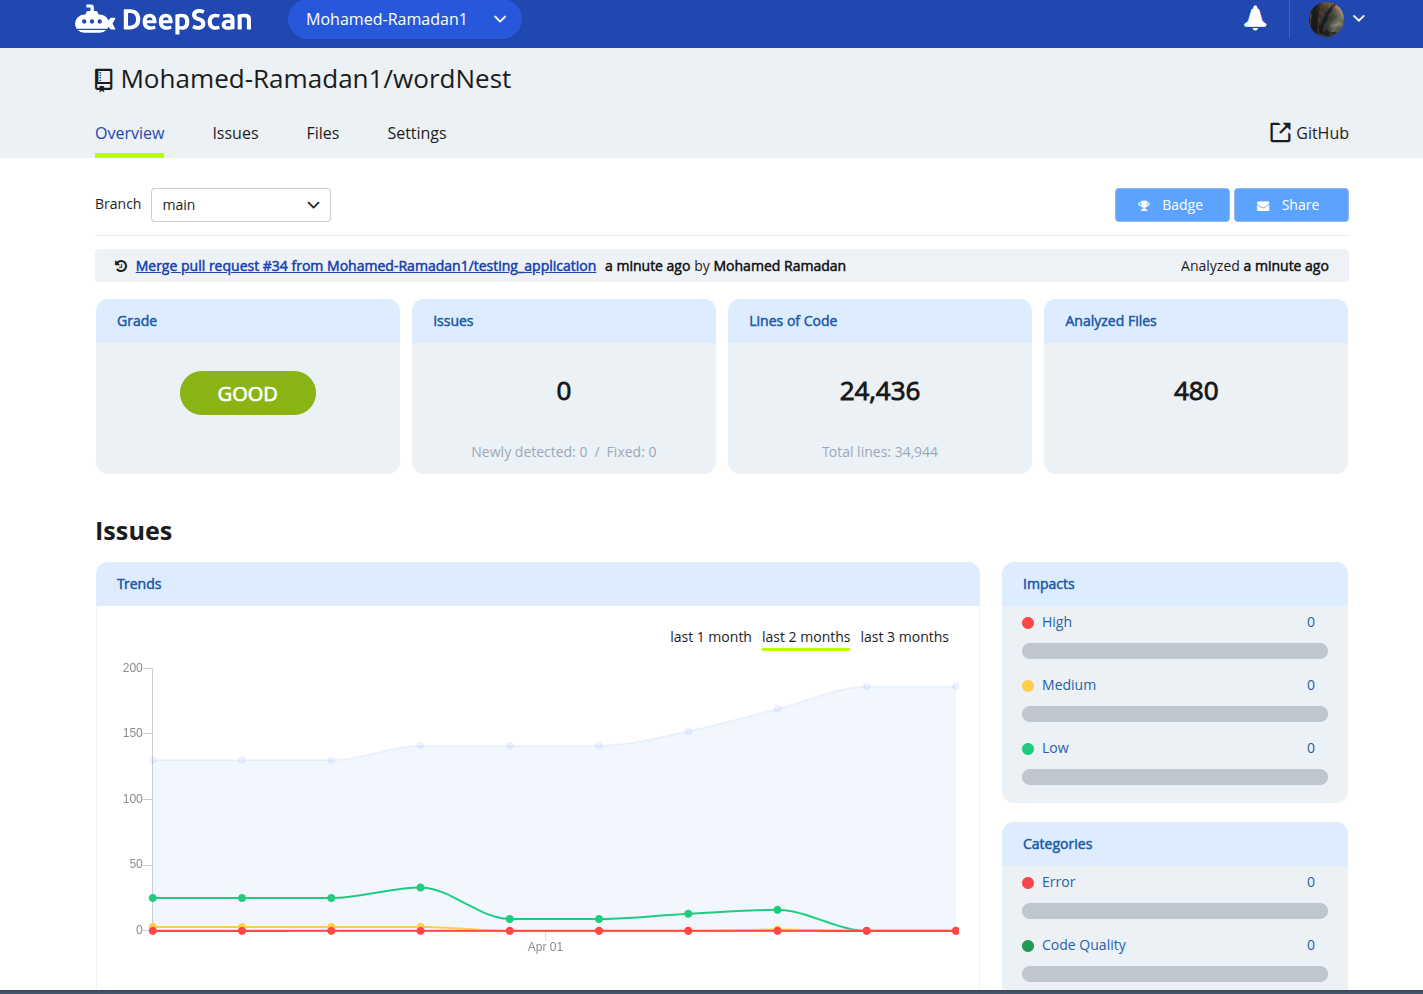 DeepScan
Mohamed-Ramadan1
Mohamed-Ramadan1/wordNest
Overview Issues Files Settings
GitHub
Branch main
Badge Share
Merge pull request #34 from Mohamed-Ramadan1/testing_application a minute ago by Mohamed Ramadan
Analyzed a minute ago
Grade
GOOD
Issues
0
Newly detected: 0 / Fixed: 0
Lines of Code
24,436
Total lines: 34,944
Analyzed Files
480
Issues
Trends
last 1 month last 2 months last 3 months
200
150
100
50
0
Apr 01
Impacts
High 0
Medium 0
Low 0
Categories
Error 0
Code Quality 0